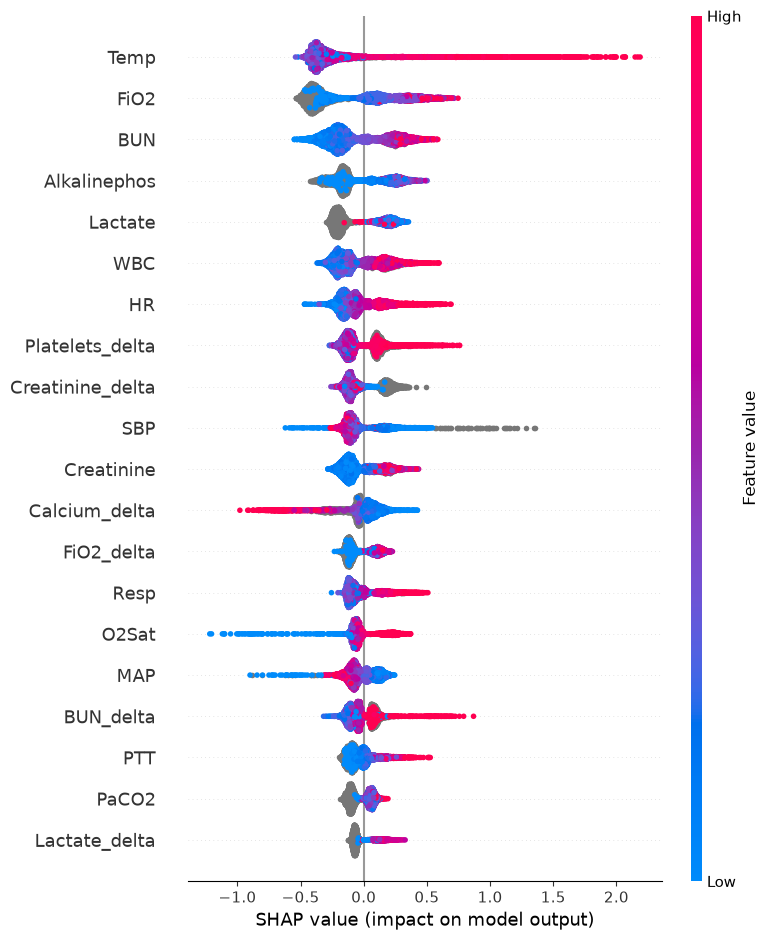 High
Temp
FiO2
BUN
Alkalinephos
Lactate
WBC
HR
Platelets_delta
Creatinine_delta
SBP
Creatinine
Calcium_delta
FiO2_delta
Resp
O2Sat
MAP
BUN_delta
PTT
PaCO2
Lactate_delta
Low
Feature value
−1.0 −0.5 0.0 0.5 1.0 1.5 2.0
SHAP value (impact on model output)